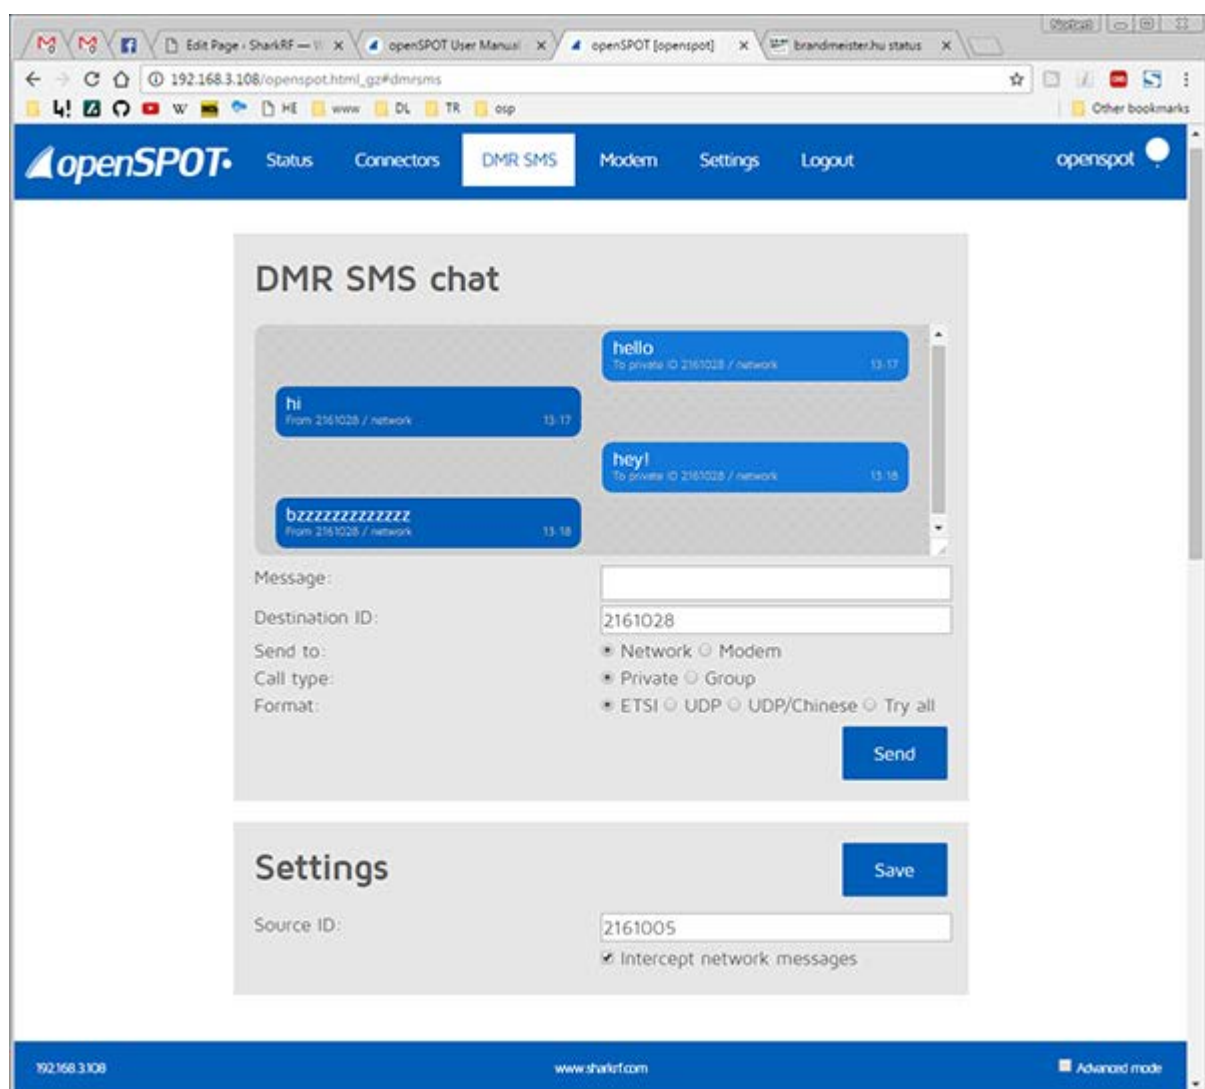 Edit Page ‹ SharkRF — openSPOT User Manual openSPOT [openspot] brandmeister.hu status
192.168.3.108/openspot.html_gz#dmrsms
HE www DL TR osp Other bookmarks
openSPOT Status Connectors DMR SMS Modem Settings Logout openspot
DMR SMS chat
hello
To private ID 2161028 / network 13:17
hi
From 2161028 / network 13:17
hey!
To private ID 2161028 / network 13:18
bzzzzzzzzzzzzz
From 2161028 / network 13:18
Message:
Destination ID: 2161028
Send to: Network Modem
Call type: Private Group
Format: ETSI UDP UDP/Chinese Try all
Send
Settings Save
Source ID: 2161005
Intercept network messages
192.168.3.108 www.sharkrf.com Advanced mode